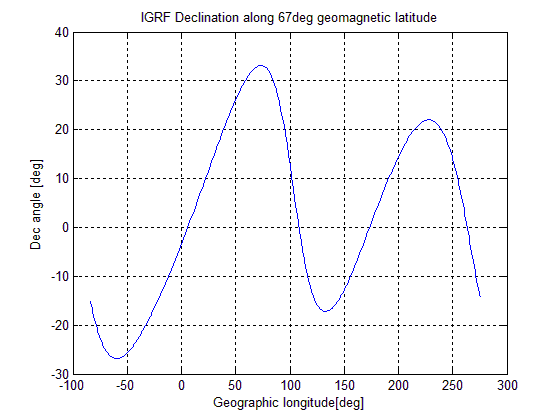 IGRF Declination along 67deg geomagnetic latitude
40
30
20
10
0
-10
-20
-30
Dec angle [deg]
-100 -50 0 50 100 150 200 250 300
Geographic longitude[deg]